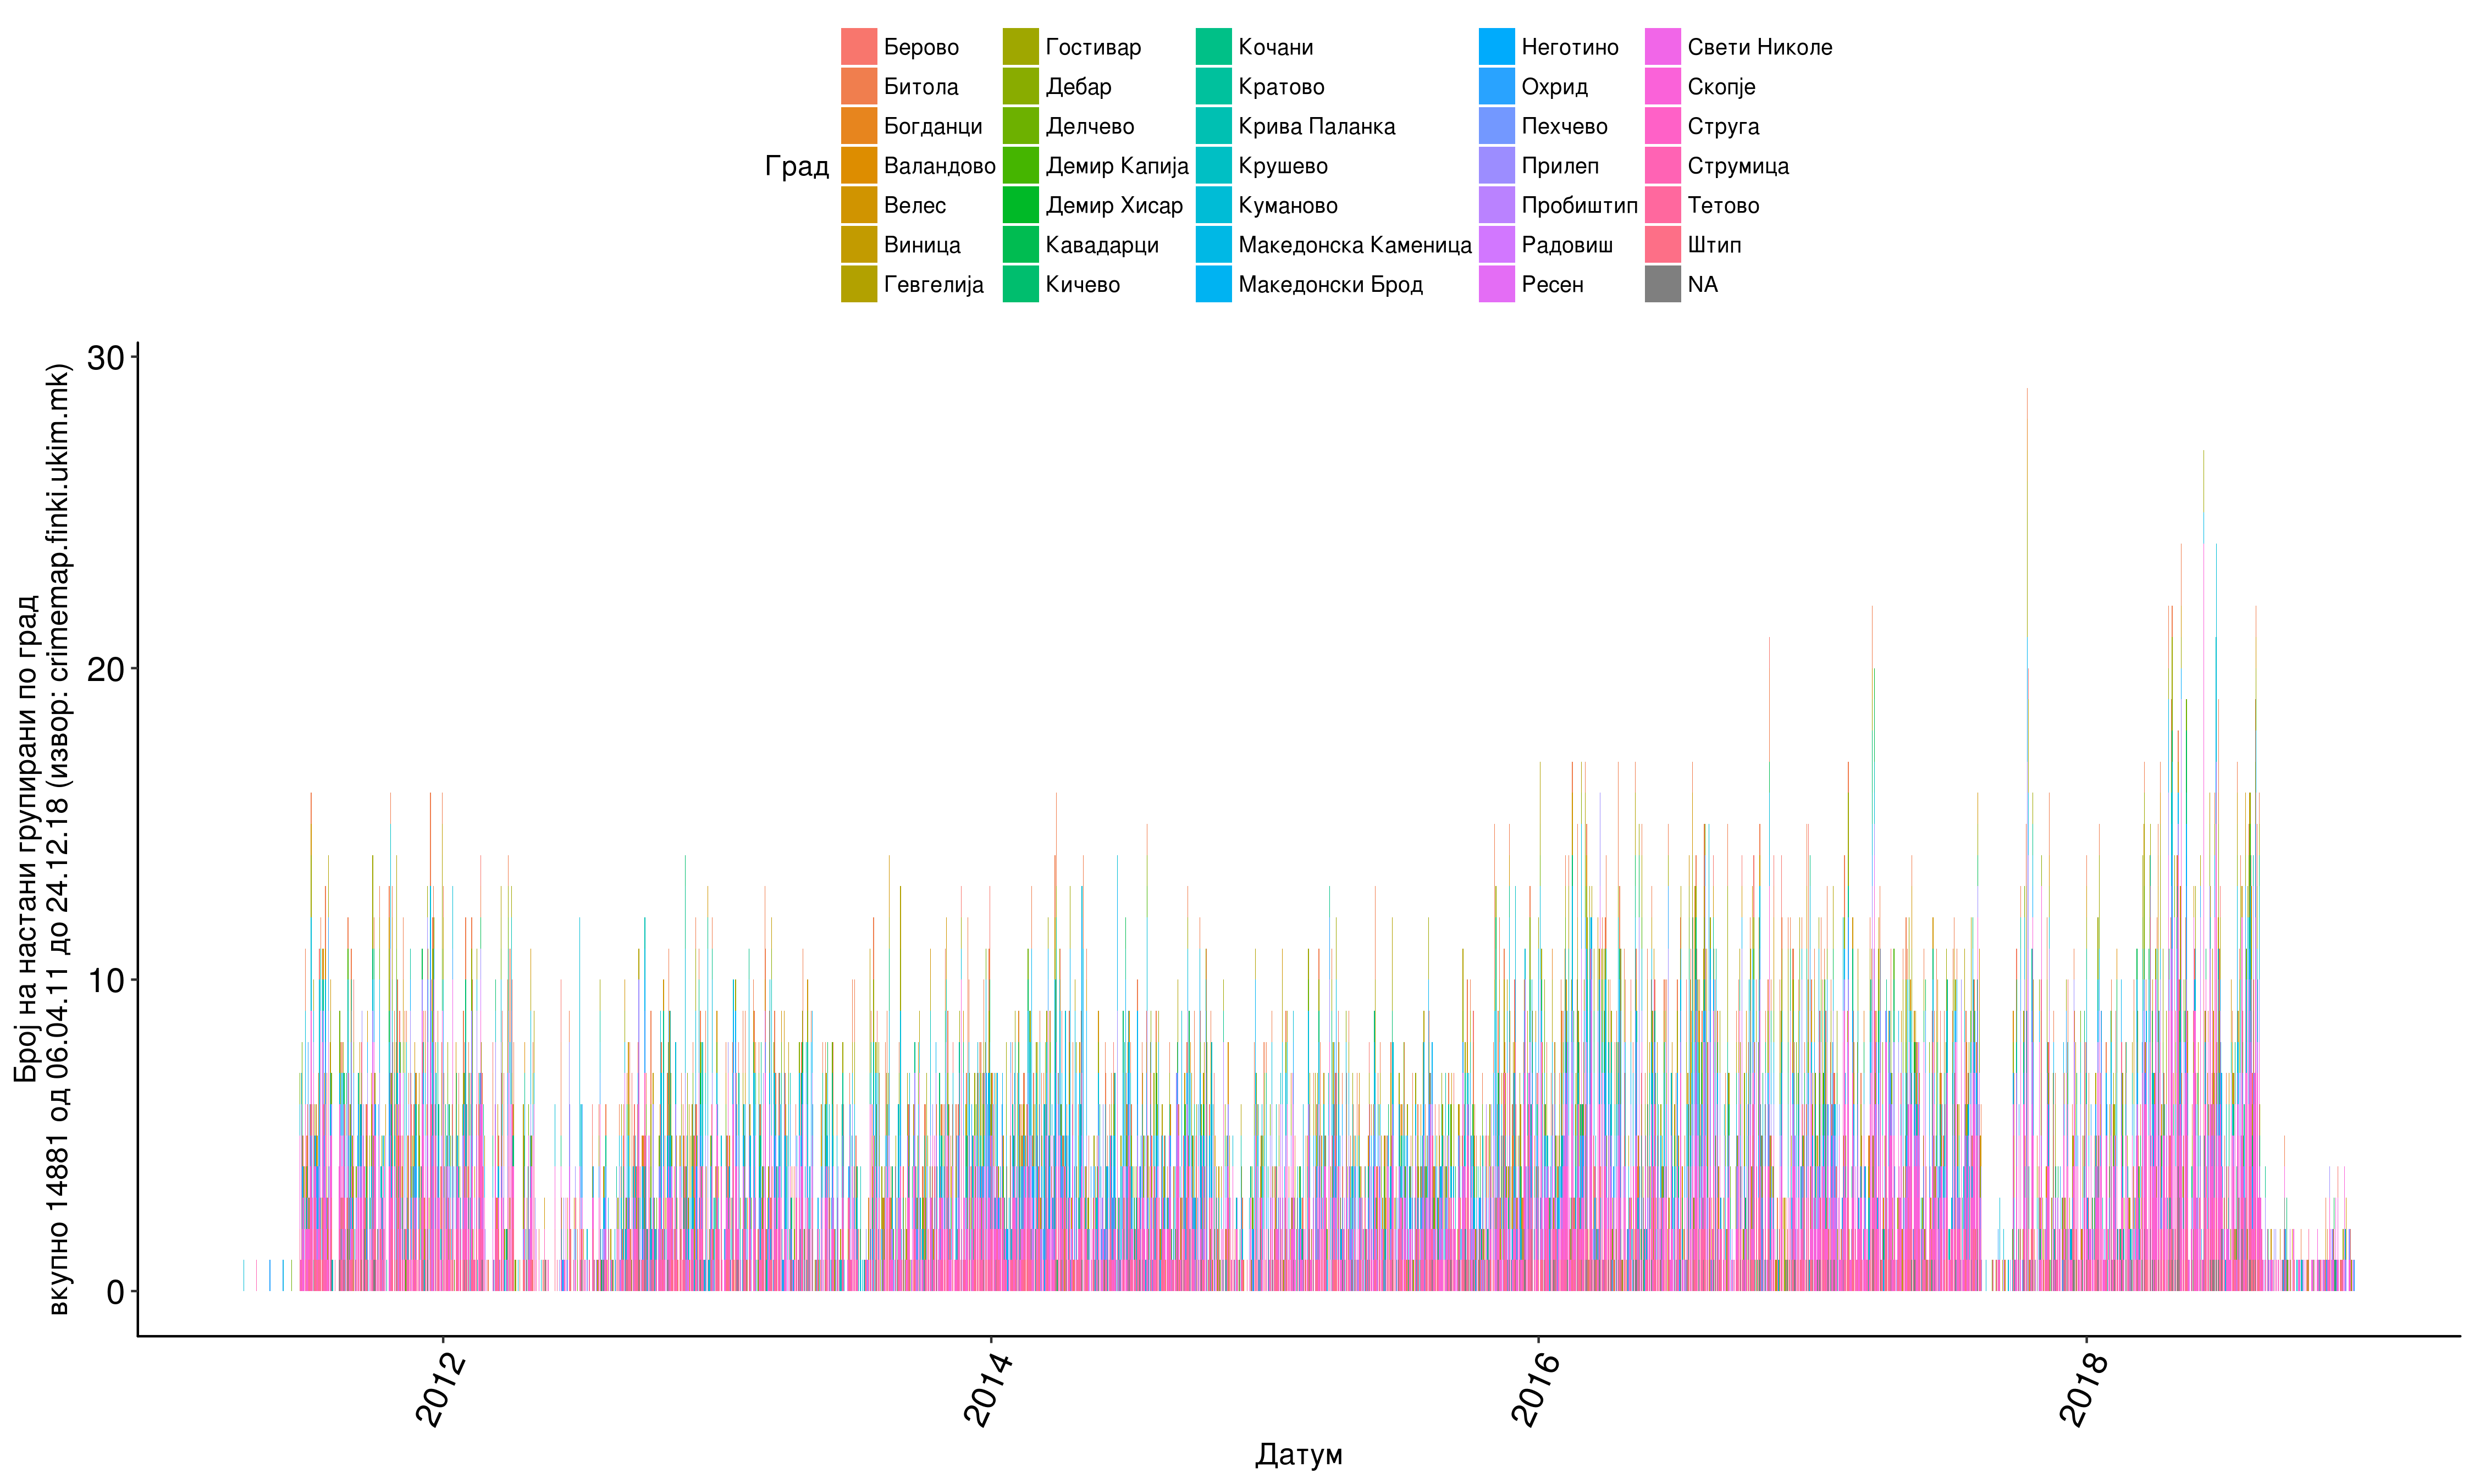 Град
Берово
Битола
Богданци
Валандово
Велес
Виница
Гевгелија
Гостивар
Дебар
Делчево
Демир Капија
Демир Хисар
Кавадарци
Кичево
Кочани
Кратово
Крива Паланка
Крушево
Куманово
Македонска Каменица
Македонски Брод
Неготино
Охрид
Пехчево
Прилеп
Пробиштип
Радовиш
Ресен
Свети Николе
Скопје
Струга
Струмица
Тетово
Штип
NA
Број на настани групирани по град
вкупно 14881 од 06.04.11 до 24.12.18 (извор: crimemap.finki.ukim.mk)
30
20
10
0
2012
2014
2016
2018
Датум